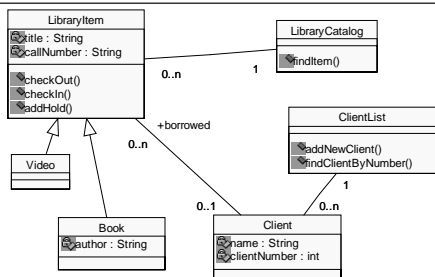 LibraryItem
title : String
callNumber : String
checkOut()
checkIn()
addHold()
LibraryCatalog
findItem()
0..n
1
ClientList
addNewClient()
findClientByNumber()
+borrowed
0..n
1
Video
Book
author : String
0..1
0..n
Client
name : String
clientNumber : int